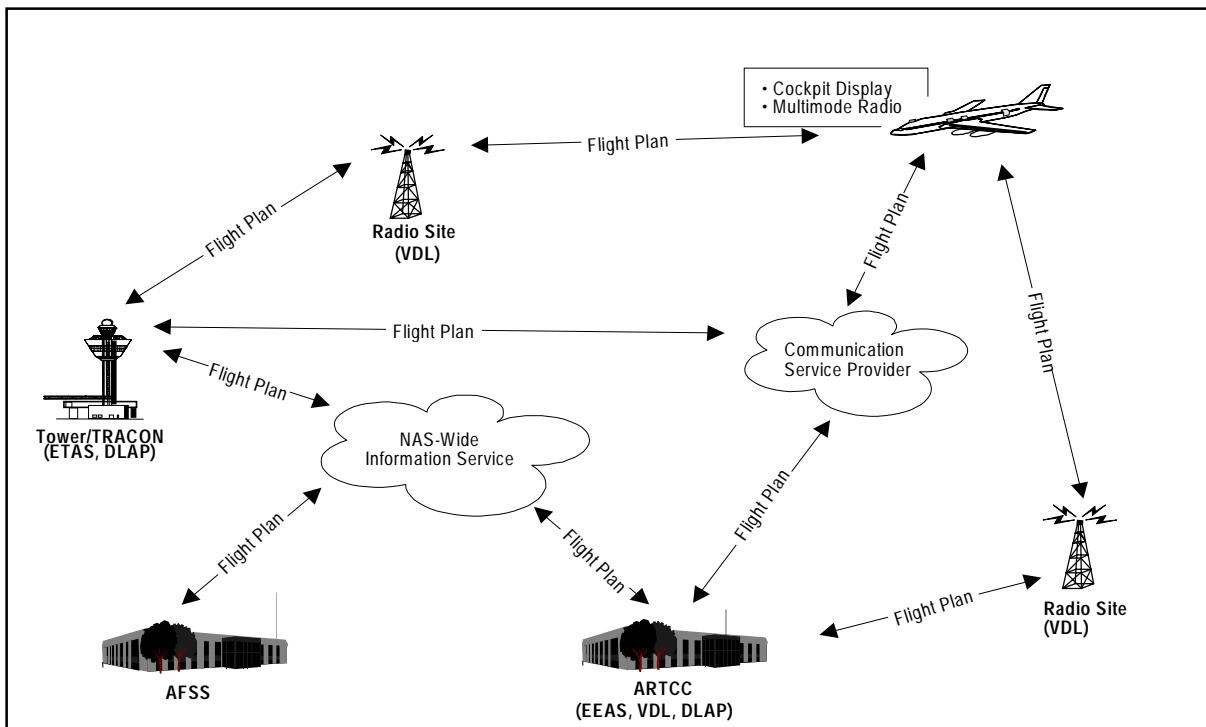 • Cockpit Display
• Multimode Radio
Flight Plan
Flight Plan
Radio Site
(VDL)
Flight Plan
Flight Plan
Flight Plan
Communication
Service Provider
Flight Plan
Tower/TRACON
(ETAS, DLAP)
NAS-Wide
Information Service
Flight Plan
Flight Plan
Flight Plan
Flight Plan
Flight Plan
Radio Site
(VDL)
AFSS
ARTCC
(EEAS, VDL, DLAP)